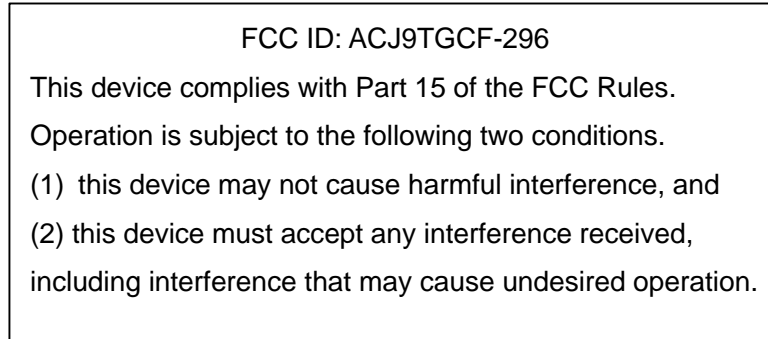 FCC ID: ACJ9TGCF-296
This device complies with Part 15 of the FCC Rules.
Operation is subject to the following two conditions.
(1) this device may not cause harmful interference, and
(2) this device must accept any interference received,
including interference that may cause undesired operation.